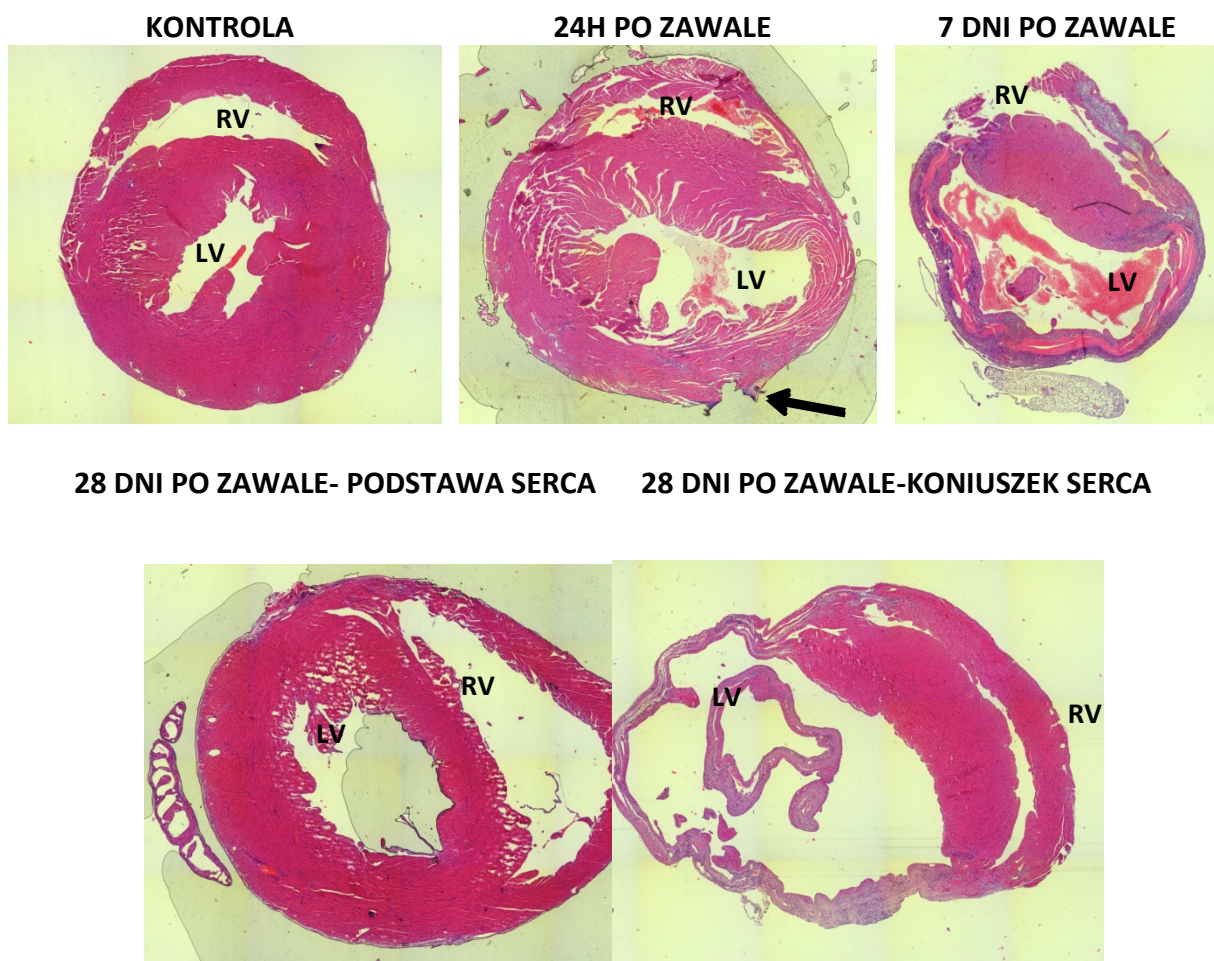 KONTROLA
24H PO ZAWALE
7 DNI PO ZAWALE
RV
LV
RV
LV
RV
LV
28 DNI PO ZAWALE- PODSTAWA SERCA
28 DNI PO ZAWALE-KONIUSZEK SERCA
RV
LV
LV
RV